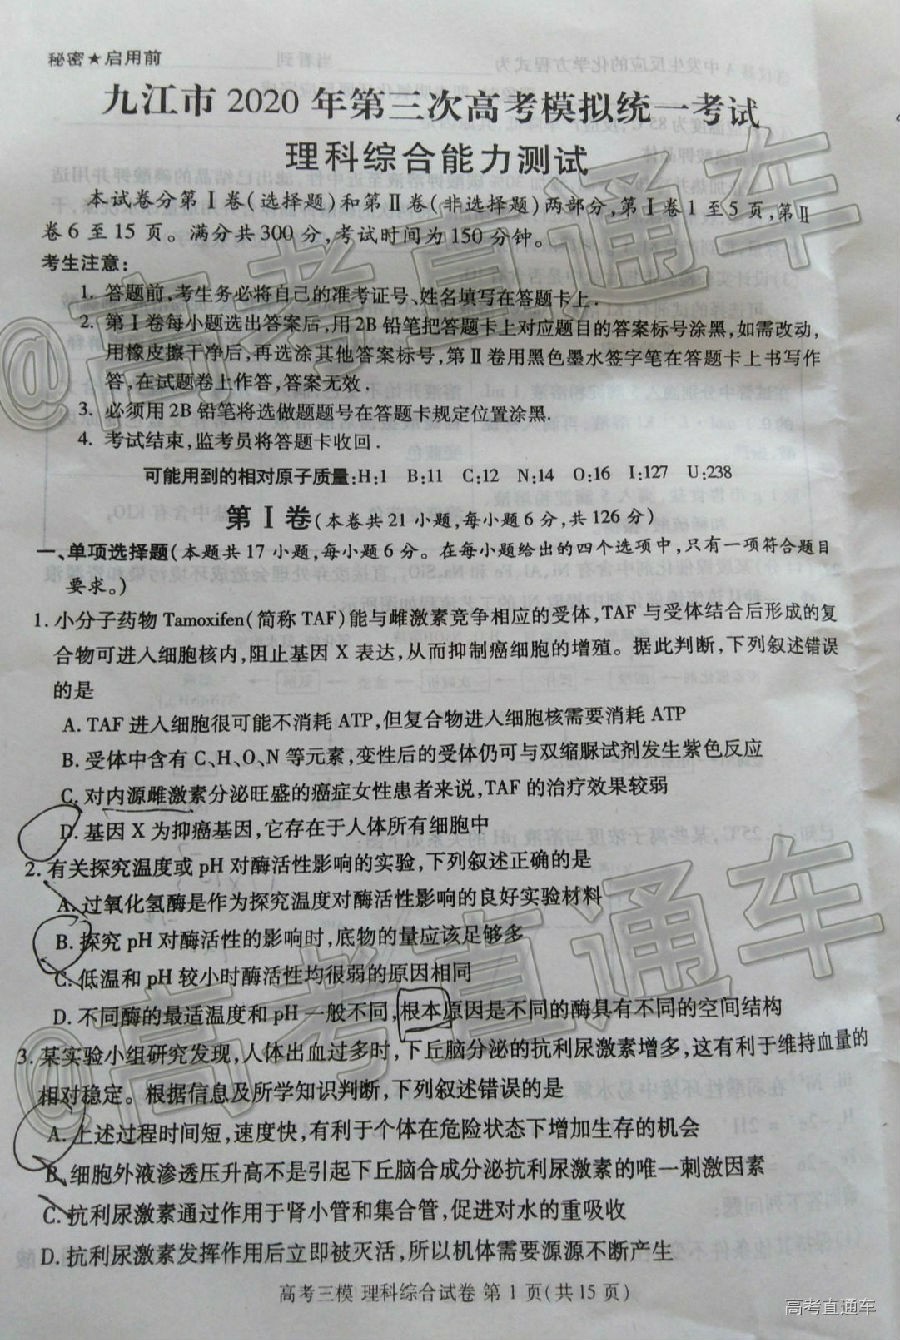 秘密★启用前
九江市2020年第三次高考模拟统一考试
理科综合能力测试
本试卷分第Ⅰ卷(选择题)和第Ⅱ卷(非选择题)两部分,第Ⅰ卷1至5页,第Ⅱ
卷6至15页。满分共300分,考试时间为150分钟。
考生注意:
1. 答题前,考生务必将自己的准考证号、姓名填写在答题卡上.
2. 第Ⅰ卷每小题选出答案后,用2B铅笔把答题卡上对应题目的答案标号涂黑,如需改动,
用橡皮擦干净后,再选涂其他答案标号,第Ⅱ卷用黑色墨水签字笔在答题卡上书写作
答,在试题卷上作答,答案无效.
3. 必须用2B铅笔将选做题题号在答题卡规定位置涂黑.
4. 考试结束,监考员将答题卡收回.
可能用到的相对原子质量:H:1 B:11 C:12 N:14 O:16 I:127 U:238
第Ⅰ卷(本卷共21小题,每小题6分,共126分)
一、单项选择题(本题共17小题,每小题6分。在每小题给出的四个选项中,只有一项符合题目
要求。)
1. 小分子药物Tamoxifen(简称TAF)能与雌激素竞争相应的受体,TAF与受体结合后形成的复
合物可进入细胞核内,阻止基因X表达,从而抑制癌细胞的增殖。据此判断,下列叙述错误
的是
A. TAF进入细胞很可能不消耗ATP,但复合物进入细胞核需要消耗ATP
B. 受体中含有C、H、O、N等元素,变性后的受体仍可与双缩脲试剂发生紫色反应
C. 对内源雌激素分泌旺盛的癌症女性患者来说,TAF的治疗效果较弱
D. 基因X为抑癌基因,它存在于人体所有细胞中
2. 有关探究温度或pH对酶活性影响的实验,下列叙述正确的是
A. 过氧化氢酶是作为探究温度对酶活性影响的良好实验材料
B. 探究pH对酶活性的影响时,底物的量应该足够多
C. 低温和pH较小时酶活性均很弱的原因相同
D. 不同酶的最适温度和pH一般不同,根本原因是不同的酶具有不同的空间结构
3. 某实验小组研究发现,人体出血过多时,下丘脑分泌的抗利尿激素增多,这有利于维持血量的
相对稳定。根据信息及所学知识判断,下列叙述错误的是
A. 上述过程时间短,速度快,有利于个体在危险状态下增加生存的机会
B. 细胞外液渗透压升高不是引起下丘脑合成分泌抗利尿激素的唯一刺激因素
C. 抗利尿激素通过作用于肾小管和集合管,促进对水的重吸收
D. 抗利尿激素发挥作用后立即被灭活,所以机体需要源源不断产生
高考三模 理科综合试卷 第1页(共15页)
@高考直通车
@高考直通车
高考直通车